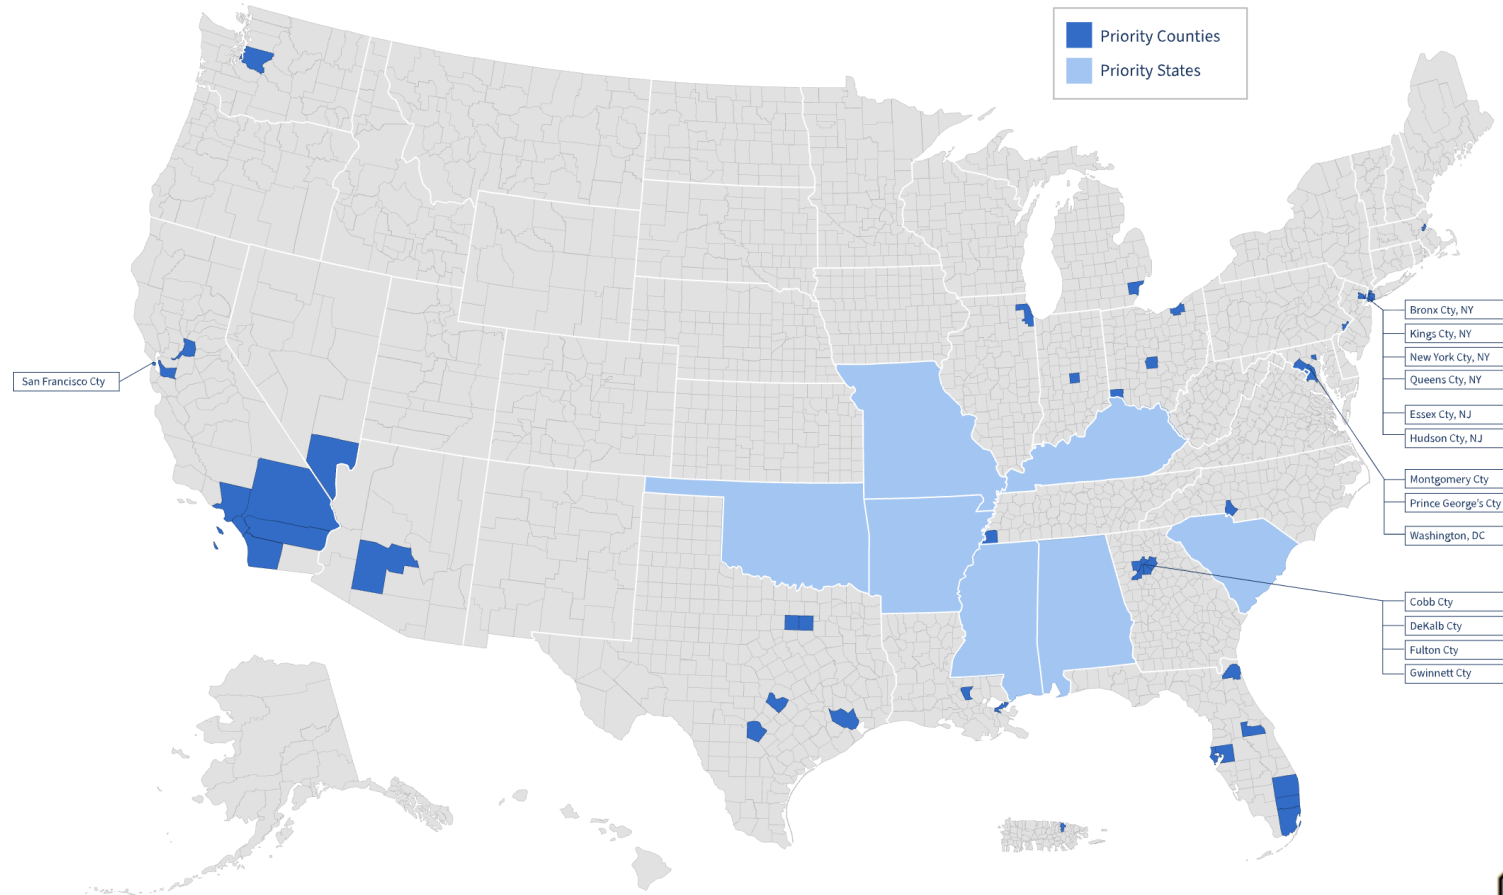 Priority Counties
Priority States
San Francisco Cty
Bronx Cty, NY
Kings Cty, NY
New York Cty, NY
Queens Cty, NY
Essex Cty, NJ
Hudson Cty, NJ
Montgomery Cty
Prince George's Cty
Washington, DC
Cobb Cty
DeKalb Cty
Fulton Cty
Gwinnett Cty